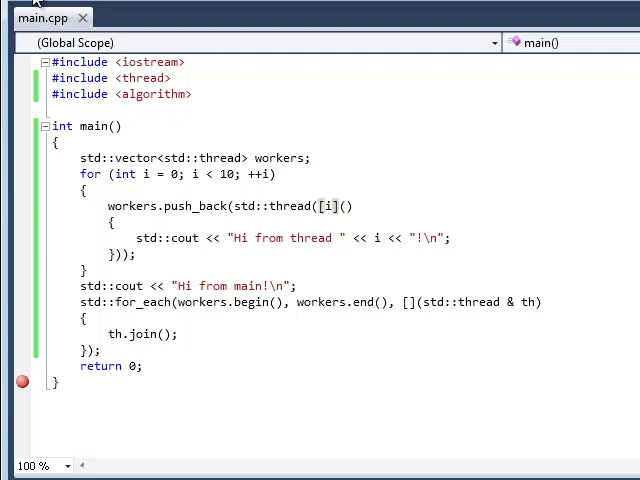 main.cpp
(Global Scope) main()
#include <iostream>
#include <thread>
#include <algorithm>
int main()
{
std::vector<std::thread> workers;
for (int i = 0; i < 10; ++i)
{
workers.push_back(std::thread([i]()
{
std::cout << "Hi from thread " << i << "!\n";
}));
}
std::cout << "Hi from main!\n";
std::for_each(workers.begin(), workers.end(), [](std::thread & th)
{
th.join();
});
return 0;
}
100 %